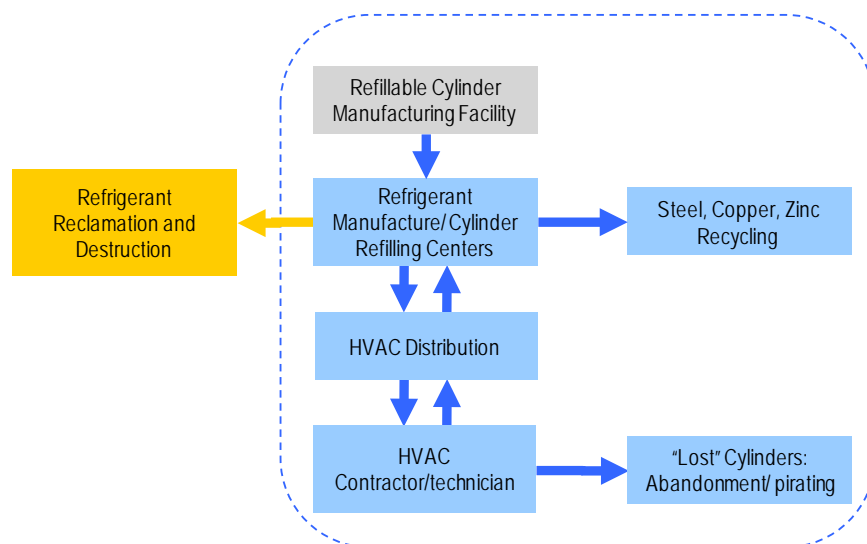 Refillable Cylinder
Manufacturing Facility
Refrigerant
Reclamation and
Destruction
Refrigerant
Manufacture/ Cylinder
Refilling Centers
Steel, Copper, Zinc
Recycling
HVAC Distribution
HVAC
Contractor/technician
“Lost” Cylinders:
Abandonment/ pirating